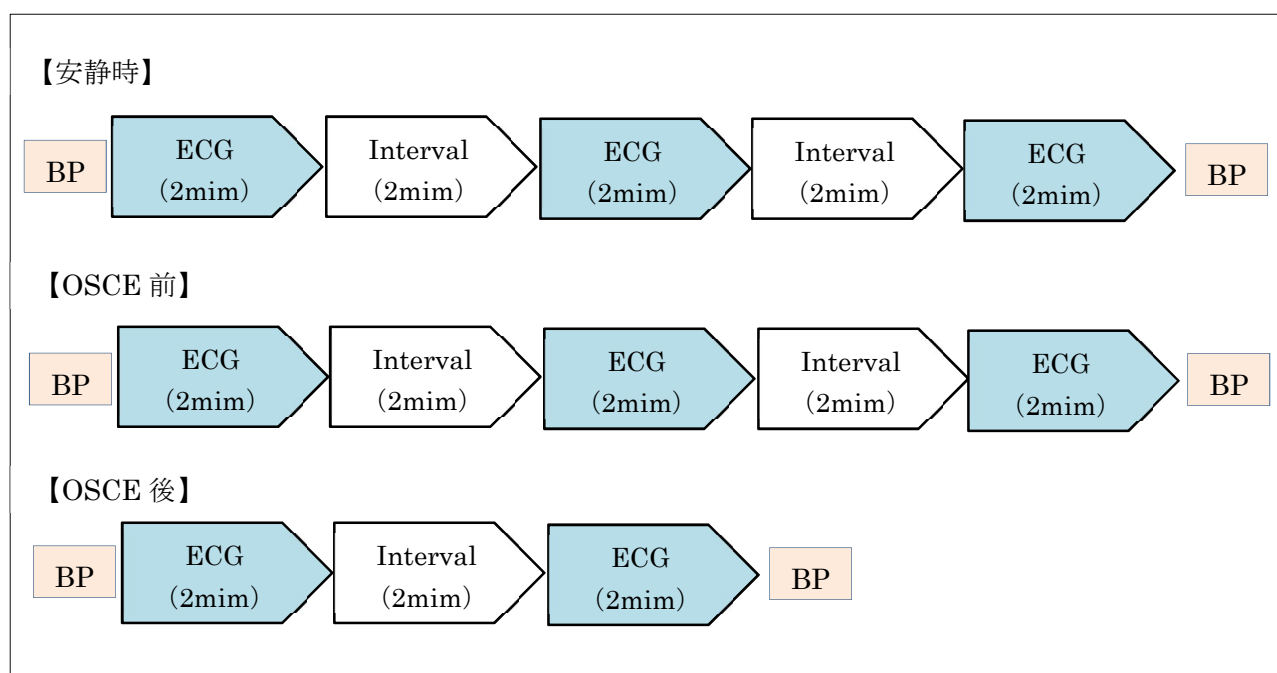 【安静時】
BP
ECG
（2mim）
Interval
（2mim）
ECG
（2mim）
Interval
（2mim）
ECG
（2mim）
BP
【OSCE 前】
BP
ECG
（2mim）
Interval
（2mim）
ECG
（2mim）
Interval
（2mim）
ECG
（2mim）
BP
【OSCE 後】
BP
ECG
（2mim）
Interval
（2mim）
ECG
（2mim）
BP